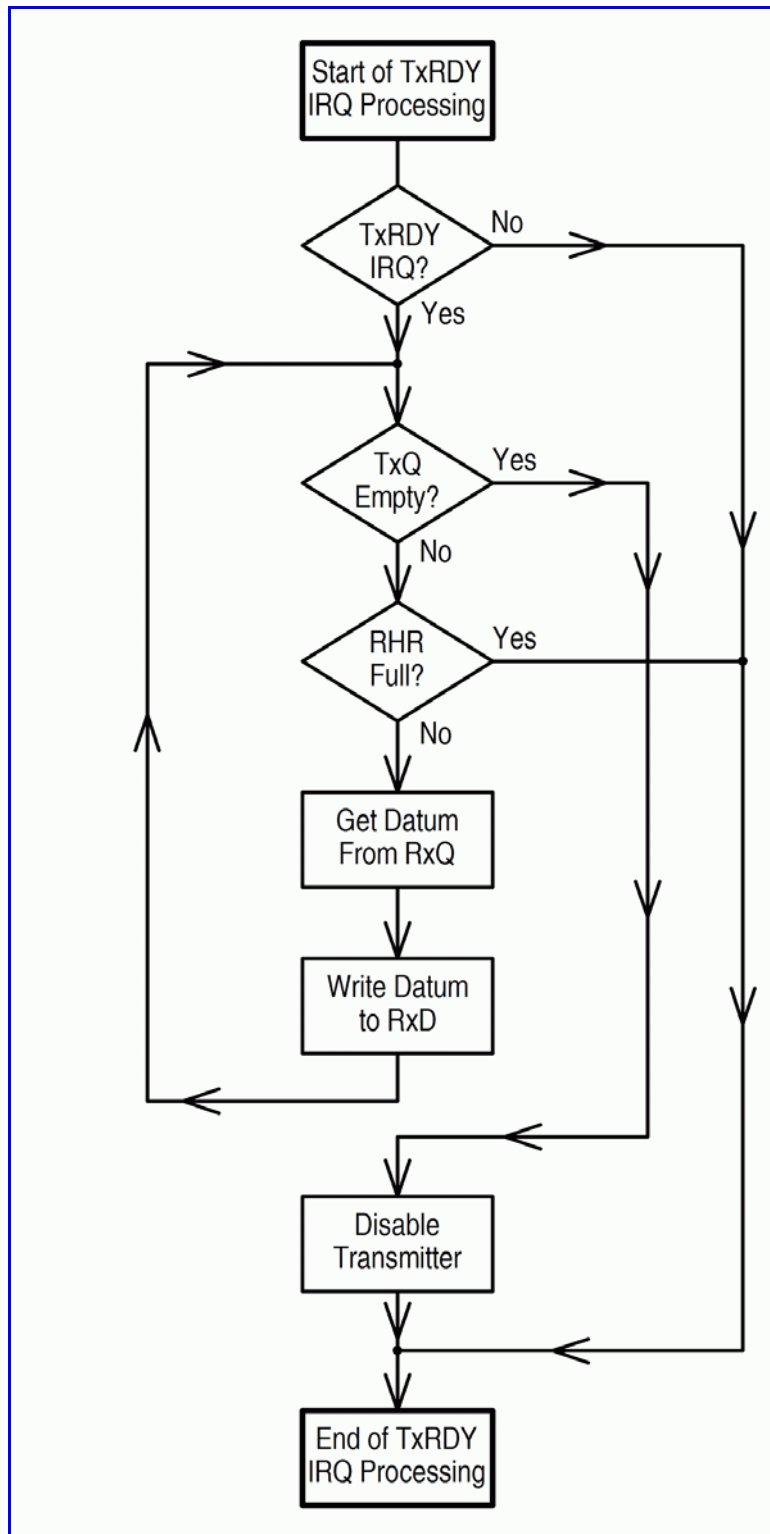 Start of TxRDY
IRQ Processing
TxRDY
IRQ?
No
Yes
TxQ
Empty?
Yes
No
RHR
Full?
Yes
No
Get Datum
From RxQ
Write Datum
to RxD
Disable
Transmitter
End of TxRDY
IRQ Processing